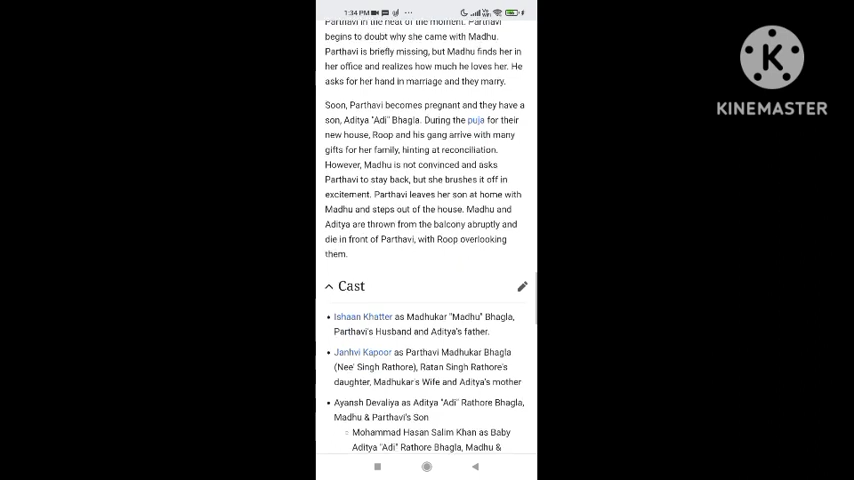 1:34 PM
Parthavi in the heat of the moment. Parthavi
begins to doubt why she came with Madhu.
Parthavi is briefly missing, but Madhu finds her in
her office and realizes how much he loves her. He
asks for her hand in marriage and they marry.
Soon, Parthavi becomes pregnant and they have a
son, Aditya "Adi" Bhagla. During the puja for their
new house, Roop and his gang arrive with many
gifts for her family, hinting at reconciliation.
However, Madhu is not convinced and asks
Parthavi to stay back, but she brushes it off in
excitement. Parthavi leaves her son at home with
Madhu and steps out of the house. Madhu and
Aditya are thrown from the balcony abruptly and
die in front of Parthavi, with Roop overlooking
them.
Cast
• Ishaan Khatter as Madhukar "Madhu" Bhagla,
Parthavi's Husband and Aditya's father.
• Janhvi Kapoor as Parthavi Madhukar Bhagla
(Nee' Singh Rathore), Ratan Singh Rathore's
daughter, Madhukar's Wife and Aditya's mother
• Ayansh Devaliya as Aditya "Adi" Rathore Bhagla,
Madhu & Parthavi's Son
◦ Mohammad Hasan Salim Khan as Baby
Aditya "Adi" Rathore Bhagla, Madhu &
K
KINEMASTER